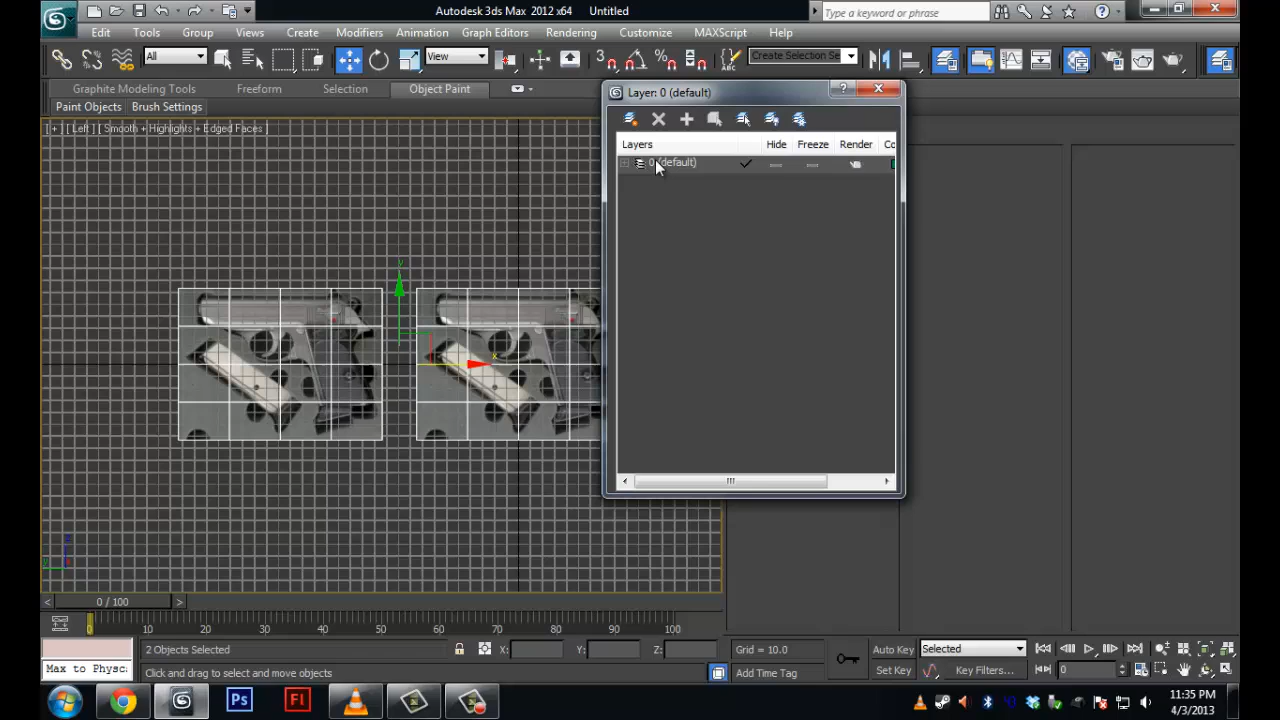 Autodesk 3ds Max 2012 x64 Untitled
Type a keyword or phrase
Edit Tools Group Views Create Modifiers Animation Graph Editors Rendering Customize MAXScript Help
All View Create Selection Se
Graphite Modeling Tools Freeform Selection Object Paint
Paint Objects Brush Settings
[ + ] [ Left ] [ Smooth + Highlights + Edged Faces ]
Layer: 0 (default)
Layers Hide Freeze Render Co
0 (default)
y
x
z
y
0 / 100
0 10 20 30 40 50 60 70 80 90 100
2 Objects Selected X: Y: Z: Grid = 10.0 Auto Key Selected
Max to Physc: Click and drag to select and move objects Add Time Tag Set Key Key Filters... 0
Ps Fl
11:35 PM
4/3/2013